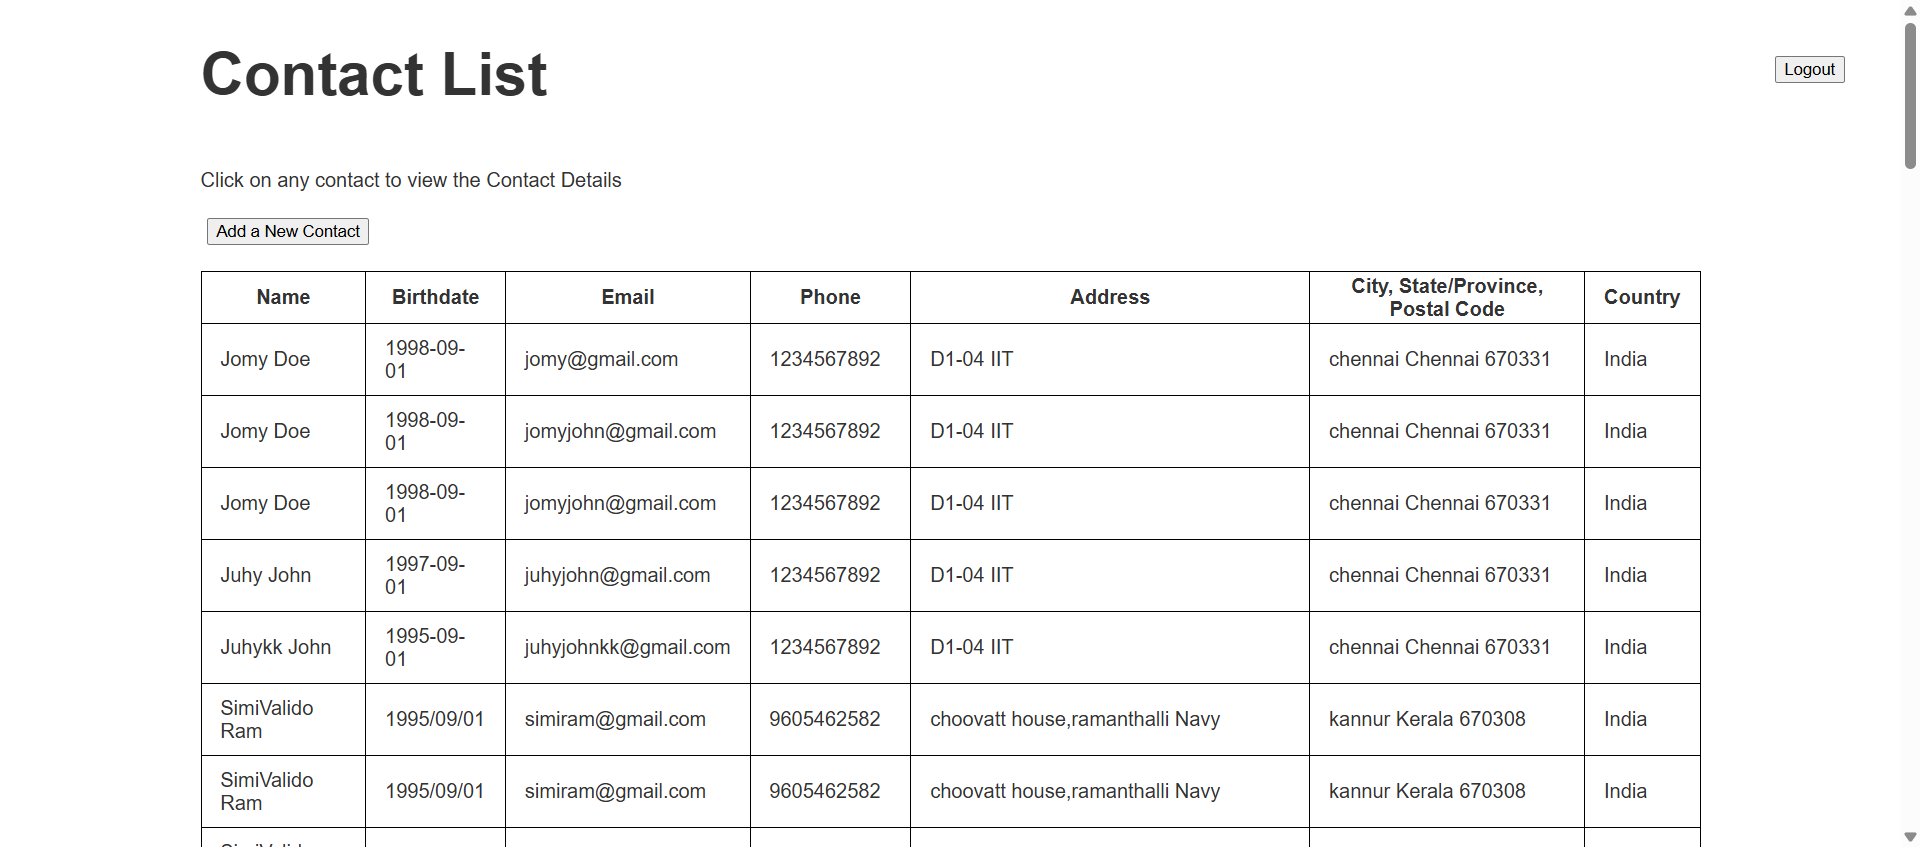 Contact List
Logout
Click on any contact to view the Contact Details
Add a New Contact
Name Birthdate Email Phone Address City, State/Province, Postal Code Country
Jomy Doe 1998-09-01 jomy@gmail.com 1234567892 D1-04 IIT chennai Chennai 670331 India
Jomy Doe 1998-09-01 jomyjohn@gmail.com 1234567892 D1-04 IIT chennai Chennai 670331 India
Jomy Doe 1998-09-01 jomyjohn@gmail.com 1234567892 D1-04 IIT chennai Chennai 670331 India
Juhy John 1997-09-01 juhyjohn@gmail.com 1234567892 D1-04 IIT chennai Chennai 670331 India
Juhykk John 1995-09-01 juhyjohnkk@gmail.com 1234567892 D1-04 IIT chennai Chennai 670331 India
SimiValido Ram 1995/09/01 simiram@gmail.com 9605462582 choovatt house,ramanthalli Navy kannur Kerala 670308 India
SimiValido Ram 1995/09/01 simiram@gmail.com 9605462582 choovatt house,ramanthalli Navy kannur Kerala 670308 India